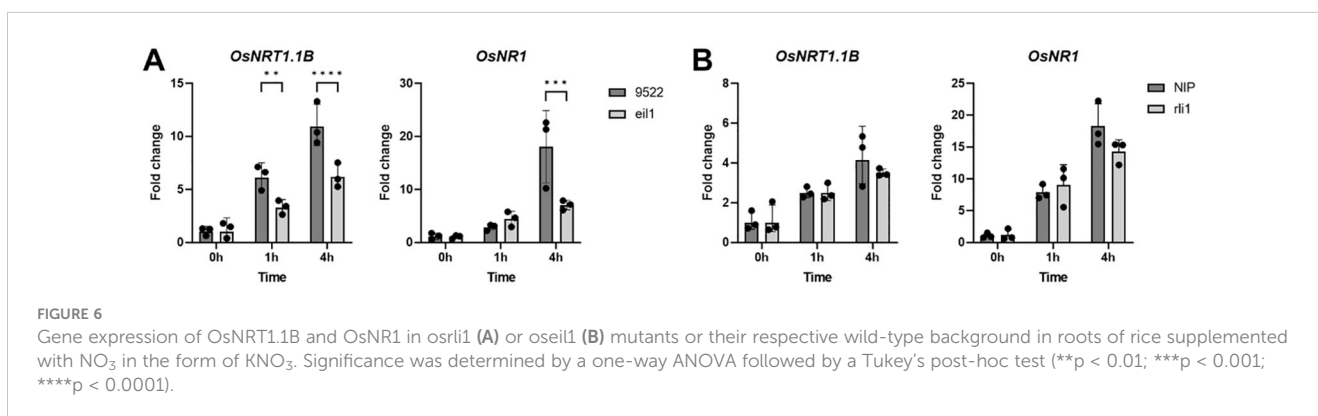 A
OsNRT1.1B
Fold change
15
10
5
0
** ****
0h 1h 4h
Time
OsNR1
Fold change
30
20
10
0
***
0h 1h 4h
Time
9522
eil1
B
OsNRT1.1B
Fold change
8
6
4
2
0
0h 1h 4h
Time
OsNR1
Fold change
25
20
15
10
5
0
0h 1h 4h
Time
NIP
rli1
FIGURE 6
Gene expression of OsNRT1.1B and OsNR1 in osrli1 (A) or oseil1 (B) mutants or their respective wild-type background in roots of rice supplemented
with NO3 in the form of KNO3. Significance was determined by a one-way ANOVA followed by a Tukey’s post-hoc test (**p < 0.01; ***p < 0.001;
****p < 0.0001).